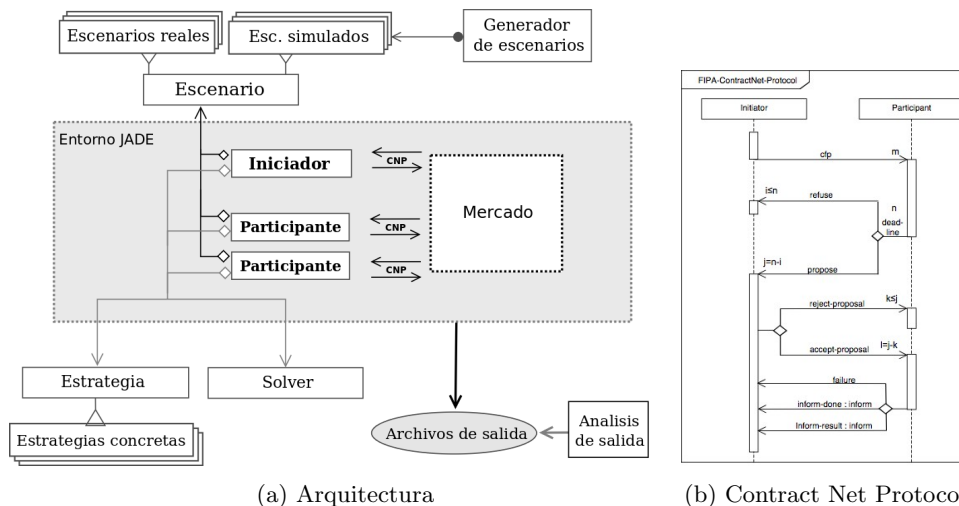 Escenarios reales
Esc. simulados
Generador
de escenarios
Escenario
Entorno JADE
Iniciador
CNP
Participante
CNP
Participante
CNP
Mercado
Estrategia
Solver
Estrategias concretas
Archivos de salida
Analisis
de salida
(a) Arquitectura
FIPA-ContractNet-Protocol
Initiator
Participant
cfp
m
i≤n
refuse
n
dead-
line
j=n-i
propose
reject-proposal
k≤j
accept-proposal
l=j-k
failure
inform-done : inform
Inform-result : inform
(b) Contract Net Protoco